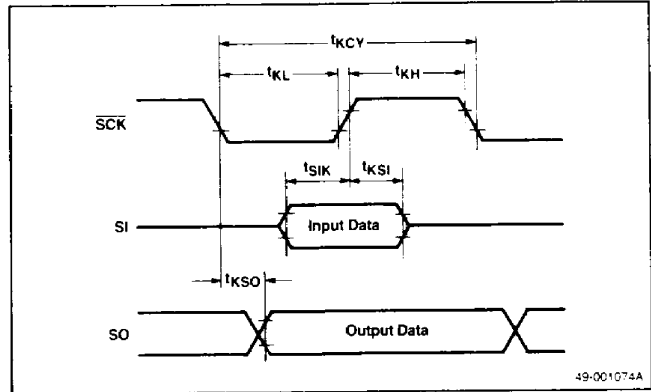 tKCY
tKL
tKH
SCK
tSIK
tKSI
SI
Input Data
tKSO
SO
Output Data
49-001074A